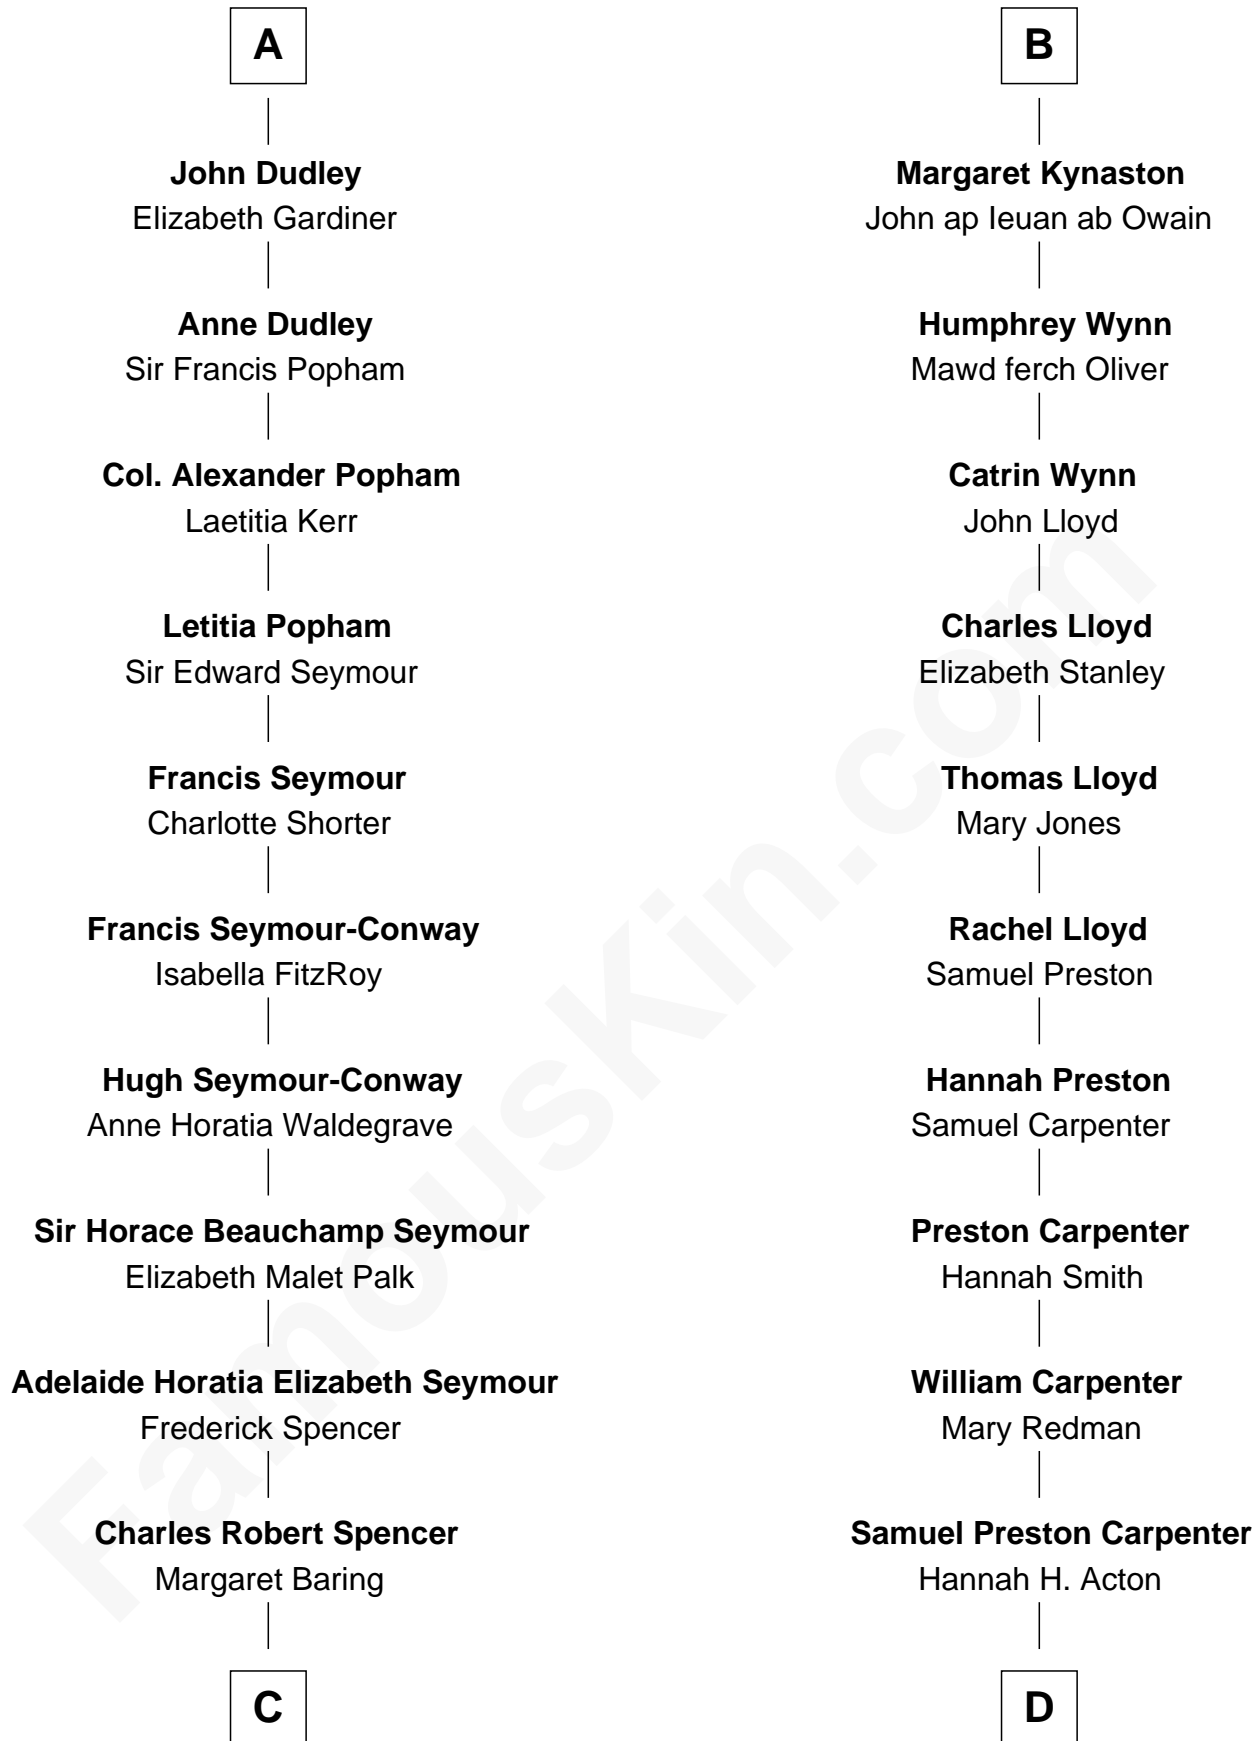 A
John Dudley
Elizabeth Gardiner
Anne Dudley
Sir Francis Popham
Col. Alexander Popham
Laetitia Kerr
Letitia Popham
Sir Edward Seymour
Francis Seymour
Charlotte Shorter
Francis Seymour-Conway
Isabella FitzRoy
Hugh Seymour-Conway
Anne Horatia Waldegrave
Sir Horace Beauchamp Seymour
Elizabeth Malet Palk
Adelaide Horatia Elizabeth Seymour
Frederick Spencer
Charles Robert Spencer
Margaret Baring
C
B
Margaret Kynaston
John ap Ieuan ab Owain
Humphrey Wynn
Mawd ferch Oliver
Catrin Wynn
John Lloyd
Charles Lloyd
Elizabeth Stanley
Thomas Lloyd
Mary Jones
Rachel Lloyd
Samuel Preston
Hannah Preston
Samuel Carpenter
Preston Carpenter
Hannah Smith
William Carpenter
Mary Redman
Samuel Preston Carpenter
Hannah H. Acton
D
FamousKin.com